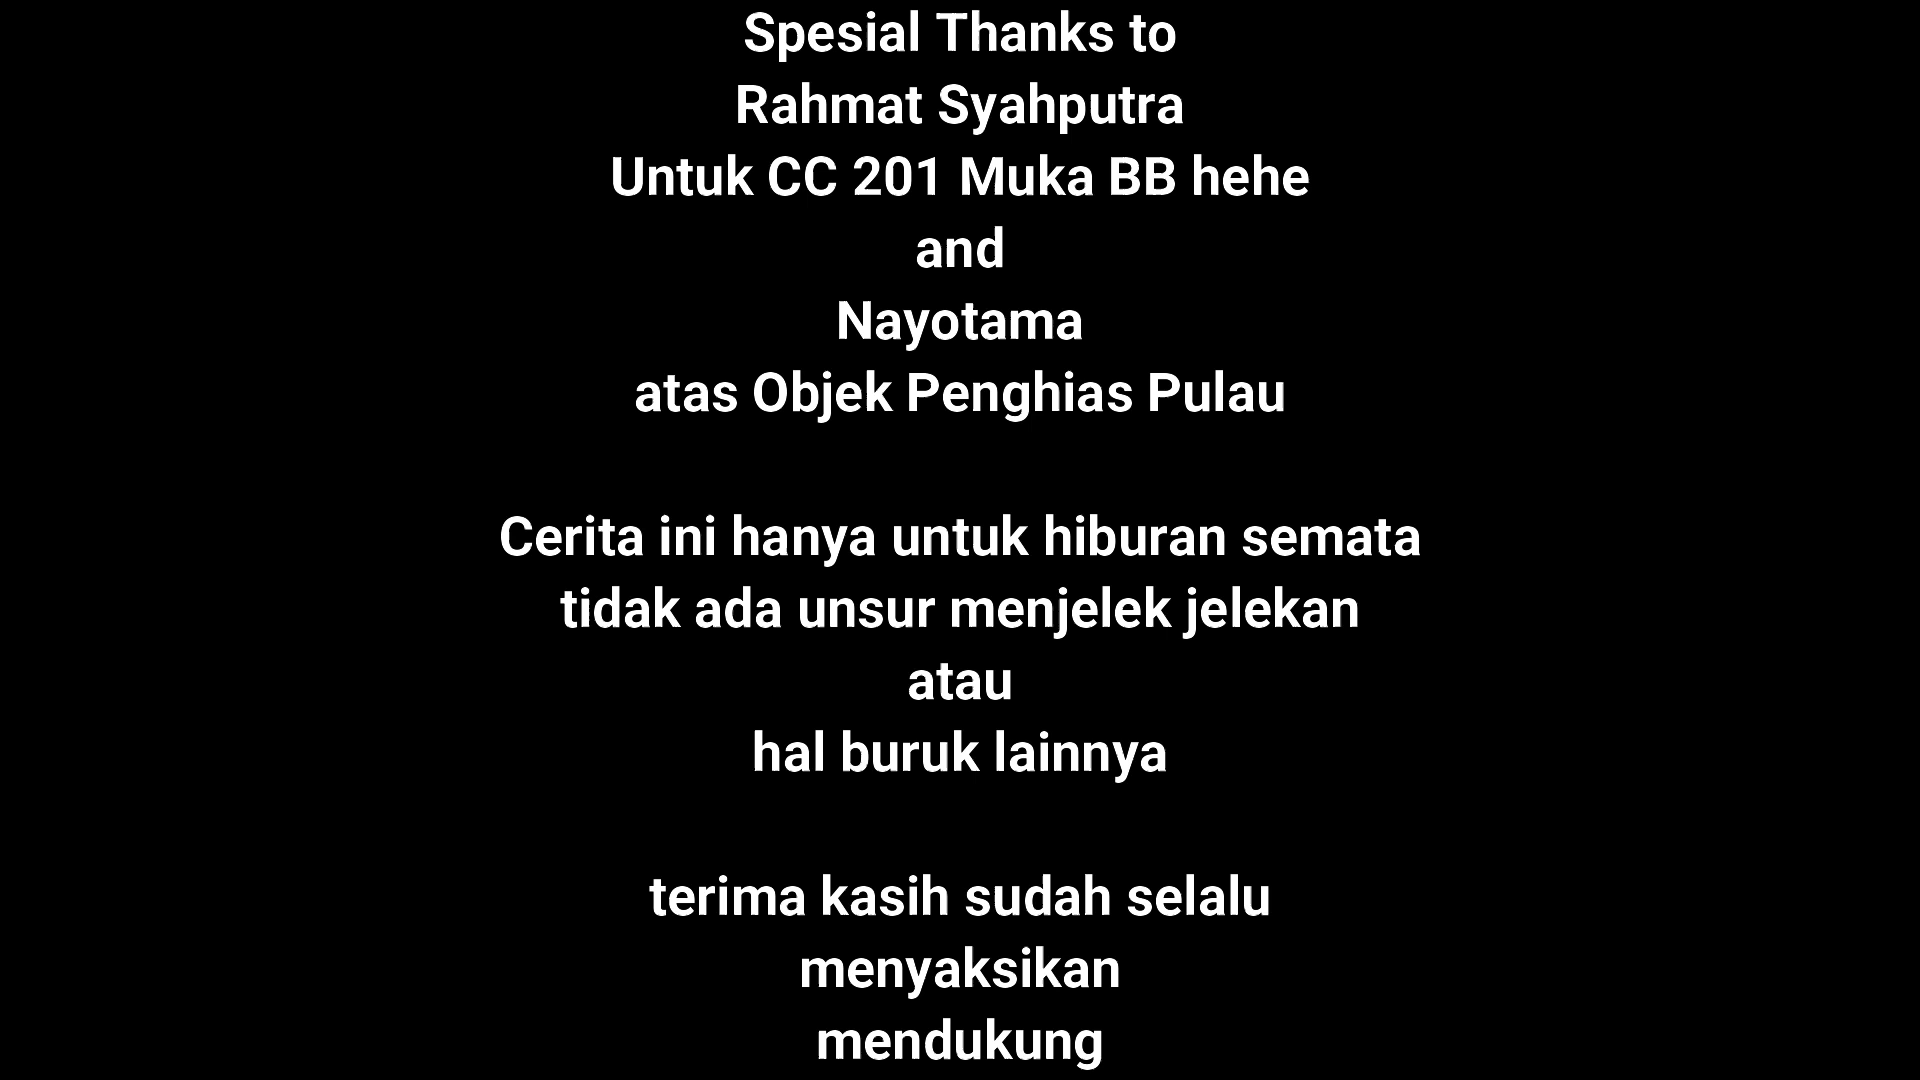 Spesial Thanks to
Rahmat Syahputra
Untuk CC 201 Muka BB hehe
and
Nayotama
atas Objek Penghias Pulau
Cerita ini hanya untuk hiburan semata
tidak ada unsur menjelek jelekan
atau
hal buruk lainnya
terima kasih sudah selalu
menyaksikan
mendukung